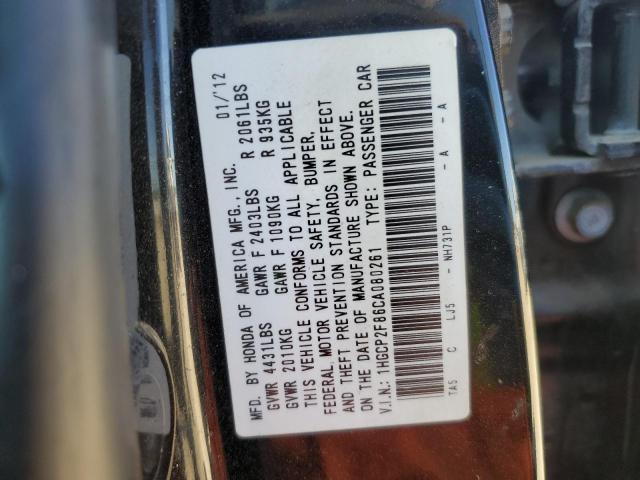 MFD. BY HONDA OF AMERICA MFG., INC. 01/'12
GVWR 4431LBS GAWR F 2403LBS R 2061LBS
GVWR 2010KG GAWR F 1090KG R 935KG
THIS VEHICLE CONFORMS TO ALL APPLICABLE
FEDERAL MOTOR VEHICLE SAFETY, BUMPER,
AND THEFT PREVENTION STANDARDS IN EFFECT
ON THE DATE OF MANUFACTURE SHOWN ABOVE.
V.I.N.: 1HGCP2F86CA080261 TYPE: PASSENGER CAR
TA5 C LJ5 - NH731P - A - A